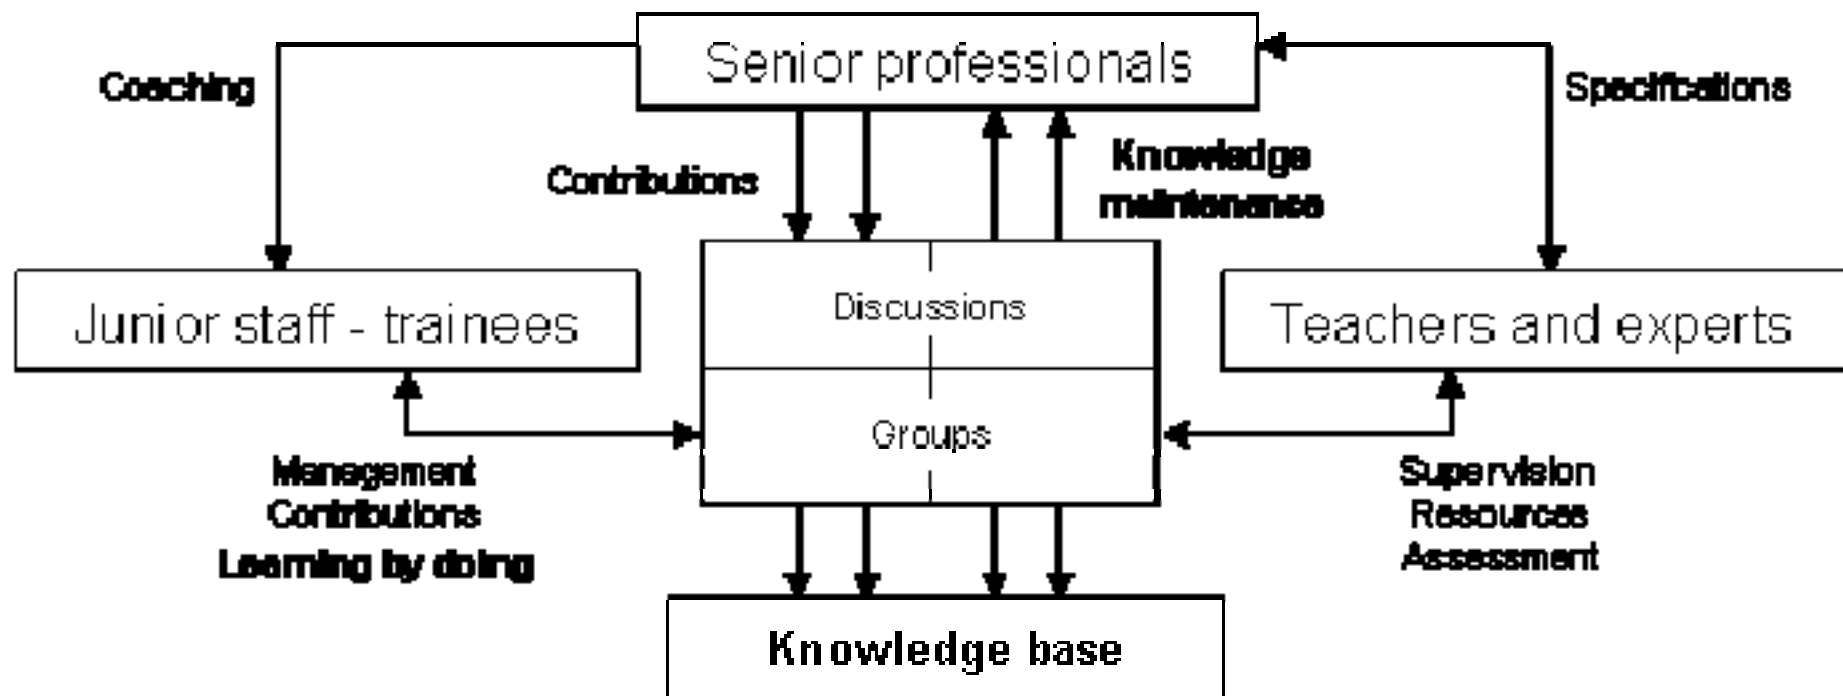 Senior professionals
Coaching
Specifications
Contributions
Knowledge
maintenance
Junior staff - trainees
Discussions
Teachers and experts
Groups
Management
Contributions
Learning by doing
Supervision
Resources
Assessment
Knowledge base